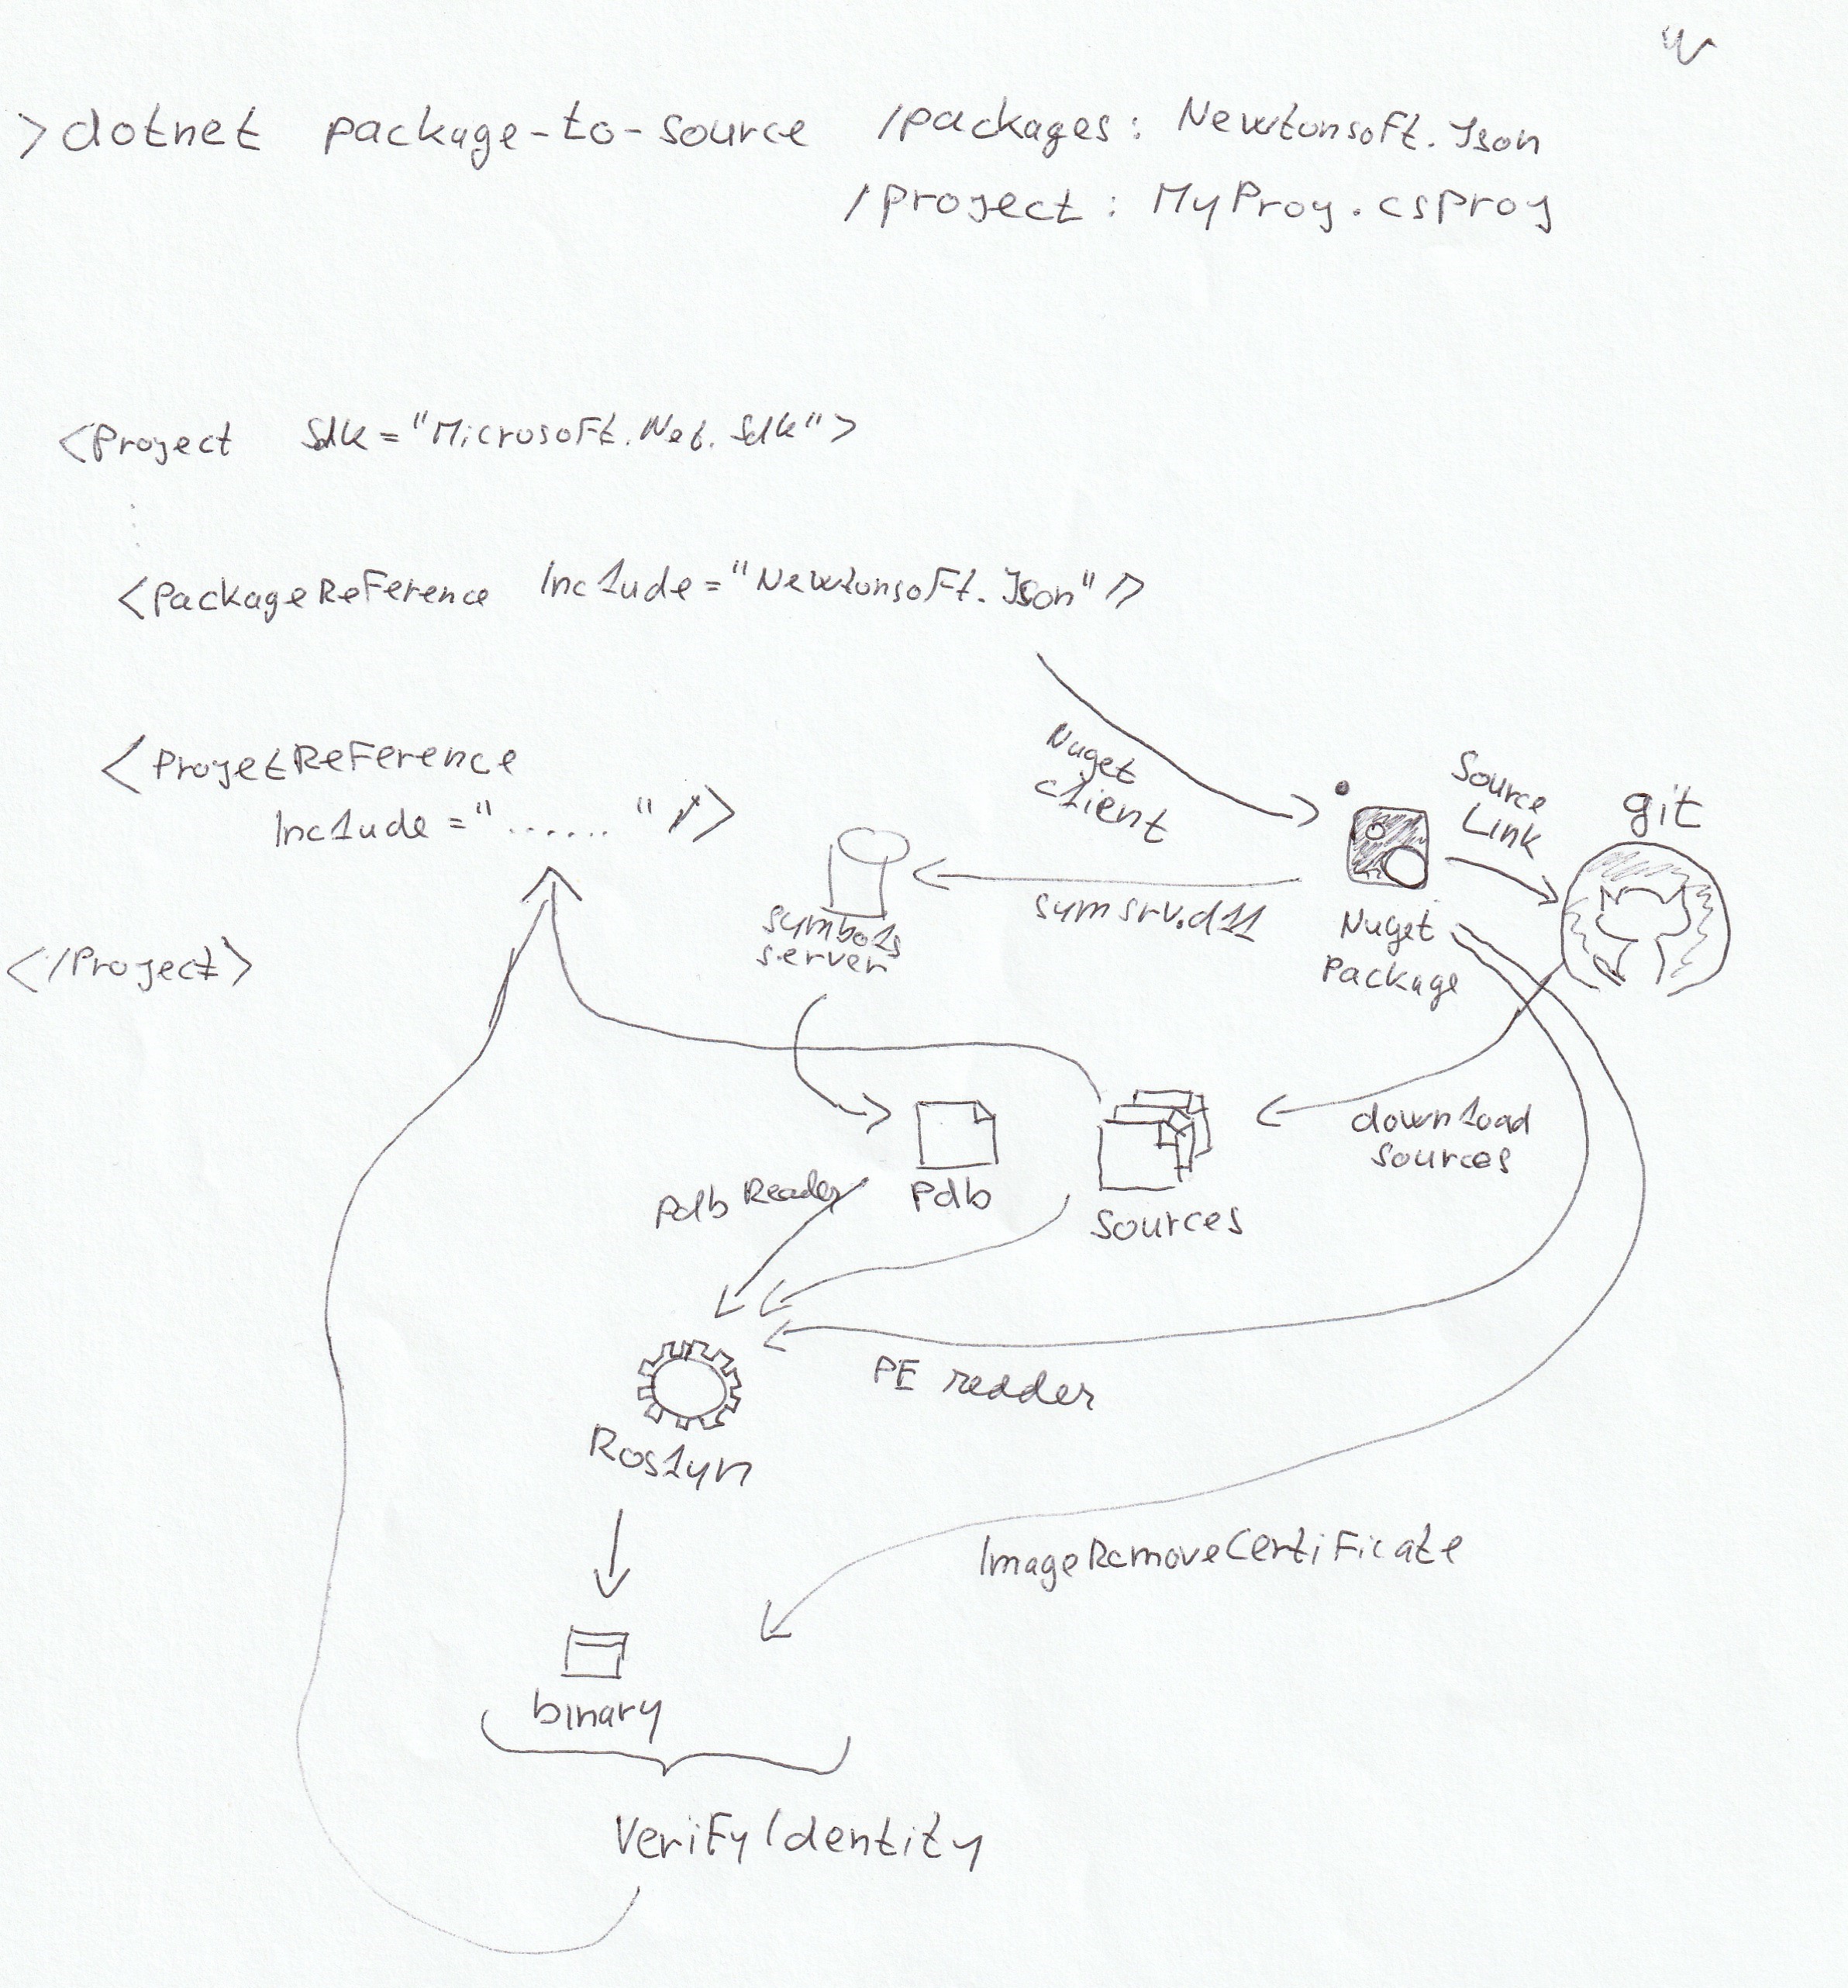 >dotnet package-to-source /packages: Newtonsoft.Json
/project: MyProj.csproj
<Project Sdk="Microsoft.Net.Sdk">
<PackageReference Include="Newtonsoft.Json"/>
<ProjetReference
Include="......"/>
</Project>
Nuget
client
Source
Link
git
symsrv.dll
symbols
server
Nuget
Package
download
sources
Pdb Reader
Pdb
Sources
PE reader
Roslyn
ImageRemoveCertificate
binary
VerifyIdentity